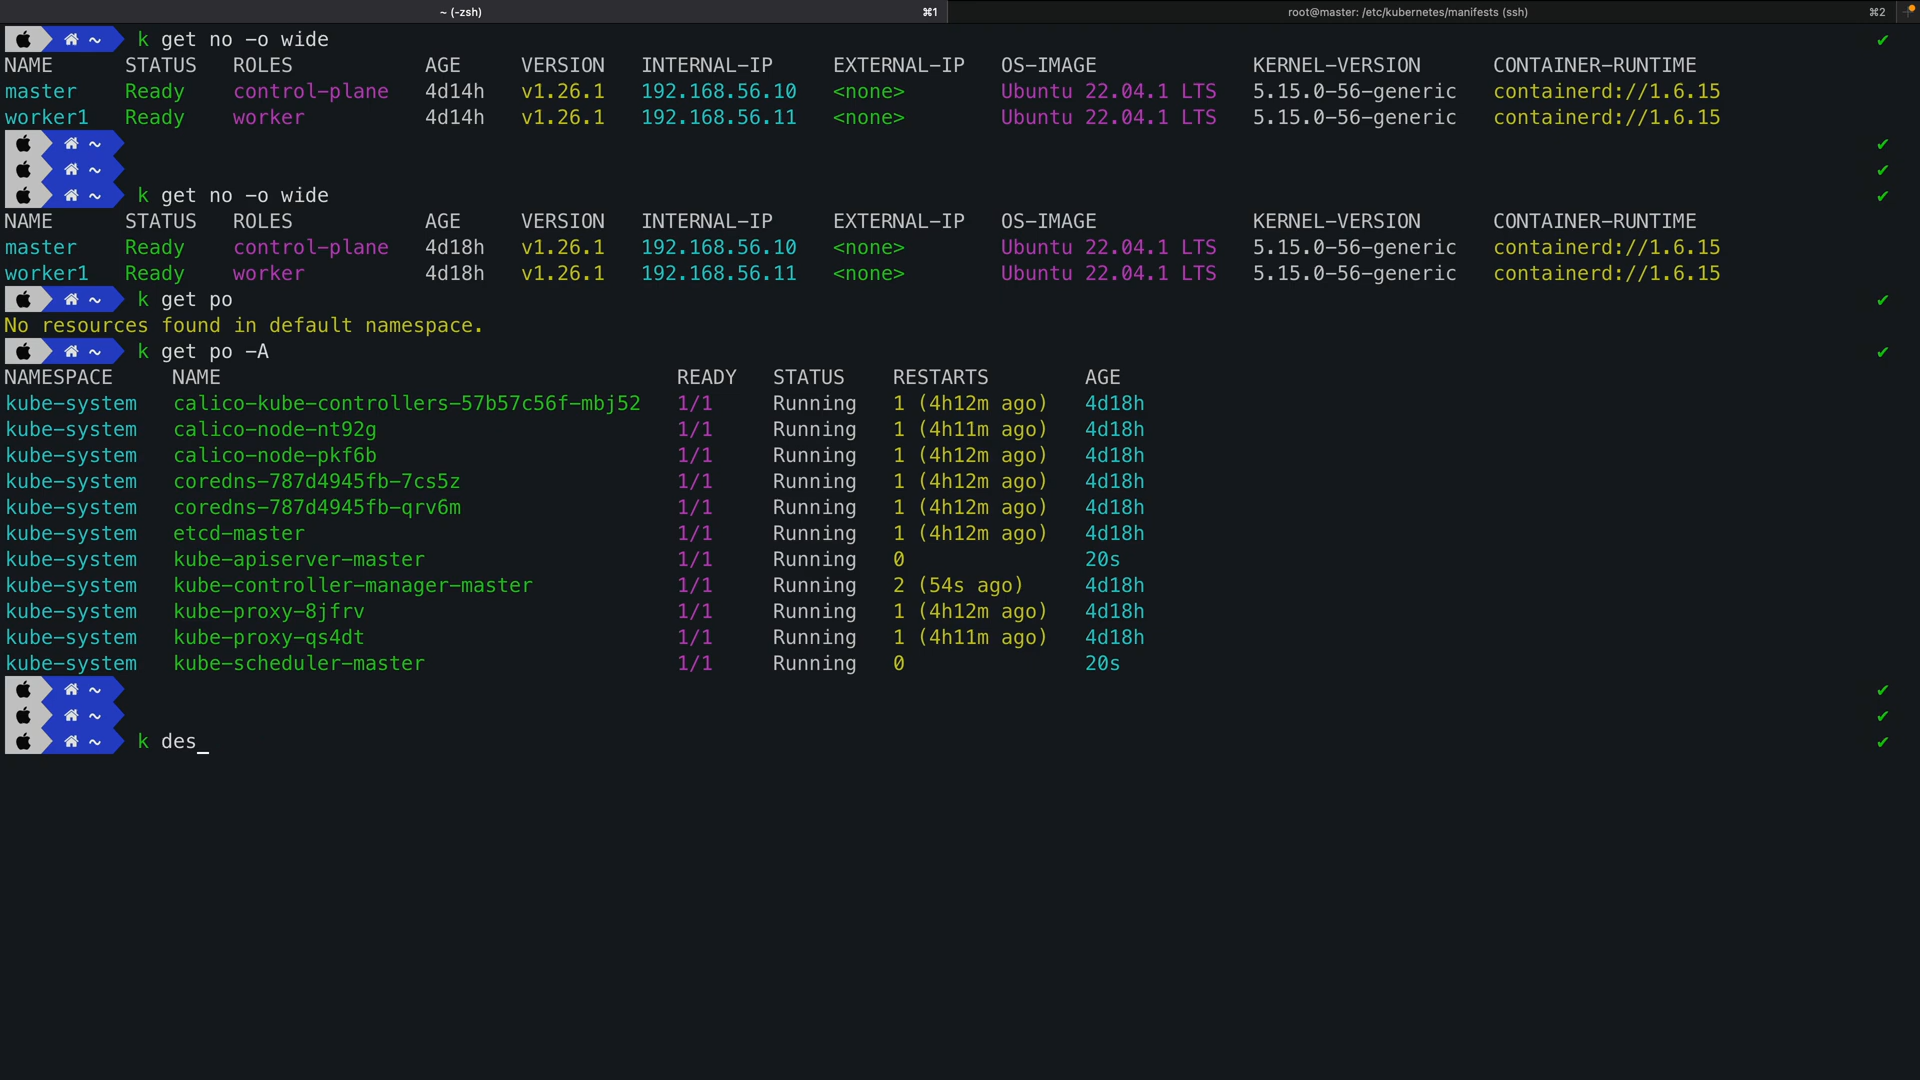 ~ (-zsh) ⌘1 root@master: /etc/kubernetes/manifests (ssh) ⌘2
~ k get no -o wide ✔
NAME STATUS ROLES AGE VERSION INTERNAL-IP EXTERNAL-IP OS-IMAGE KERNEL-VERSION CONTAINER-RUNTIME
master Ready control-plane 4d14h v1.26.1 192.168.56.10 <none> Ubuntu 22.04.1 LTS 5.15.0-56-generic containerd://1.6.15
worker1 Ready worker 4d14h v1.26.1 192.168.56.11 <none> Ubuntu 22.04.1 LTS 5.15.0-56-generic containerd://1.6.15
~ ✔
~ ✔
~ k get no -o wide ✔
NAME STATUS ROLES AGE VERSION INTERNAL-IP EXTERNAL-IP OS-IMAGE KERNEL-VERSION CONTAINER-RUNTIME
master Ready control-plane 4d18h v1.26.1 192.168.56.10 <none> Ubuntu 22.04.1 LTS 5.15.0-56-generic containerd://1.6.15
worker1 Ready worker 4d18h v1.26.1 192.168.56.11 <none> Ubuntu 22.04.1 LTS 5.15.0-56-generic containerd://1.6.15
~ k get po ✔
No resources found in default namespace.
~ k get po -A ✔
NAMESPACE NAME READY STATUS RESTARTS AGE
kube-system calico-kube-controllers-57b57c56f-mbj52 1/1 Running 1 (4h12m ago) 4d18h
kube-system calico-node-nt92g 1/1 Running 1 (4h11m ago) 4d18h
kube-system calico-node-pkf6b 1/1 Running 1 (4h12m ago) 4d18h
kube-system coredns-787d4945fb-7cs5z 1/1 Running 1 (4h12m ago) 4d18h
kube-system coredns-787d4945fb-qrv6m 1/1 Running 1 (4h12m ago) 4d18h
kube-system etcd-master 1/1 Running 1 (4h12m ago) 4d18h
kube-system kube-apiserver-master 1/1 Running 0 20s
kube-system kube-controller-manager-master 1/1 Running 2 (54s ago) 4d18h
kube-system kube-proxy-8jfrv 1/1 Running 1 (4h12m ago) 4d18h
kube-system kube-proxy-qs4dt 1/1 Running 1 (4h11m ago) 4d18h
kube-system kube-scheduler-master 1/1 Running 0 20s
~ ✔
~ ✔
~ k des_ ✔